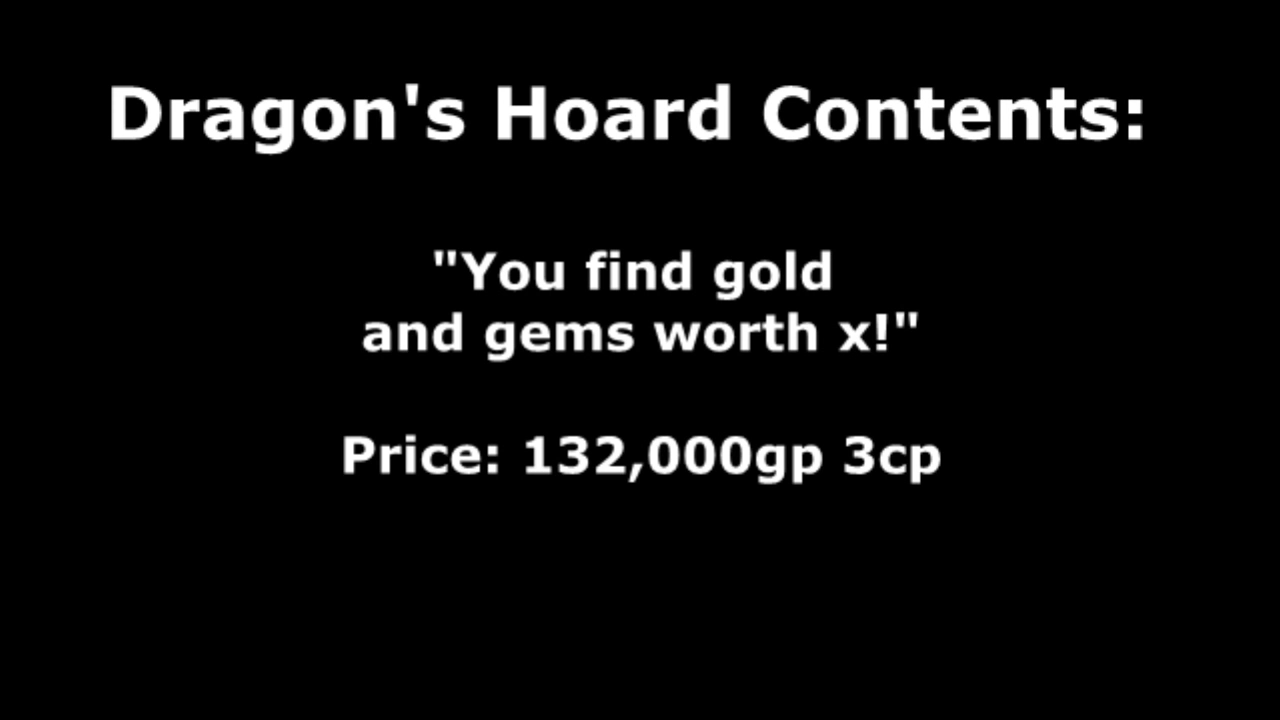 Dragon's Hoard Contents:
"You find gold
and gems worth x!"
Price: 132,000gp 3cp